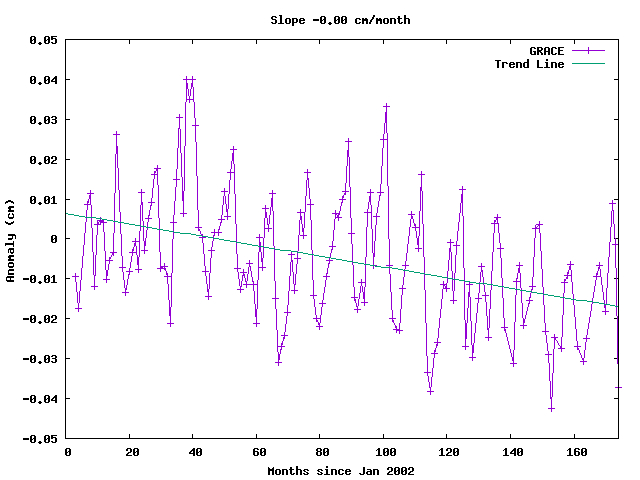 Slope -0.00 cm/month
0.05
0.04
0.03
0.02
0.01
0
-0.01
-0.02
-0.03
-0.04
-0.05
Anomaly (cm)
GRACE
Trend Line
0 20 40 60 80 100 120 140 160
Months since Jan 2002